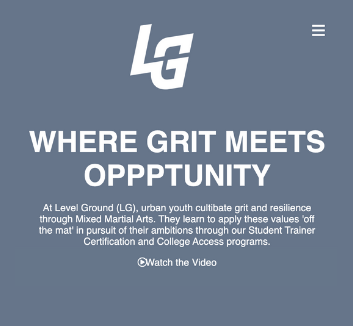 LG
WHERE GRIT MEETS
OPPPTUNITY
At Level Ground (LG), urban youth cultibate grit and resilience
through Mixed Martial Arts. They learn to apply these values 'off
the mat' in pursuit of their ambitions through our Student Trainer
Certification and College Access programs.
Watch the Video